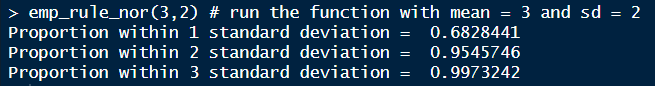 > emp_rule_nor(3,2) # run the function with mean = 3 and sd = 2
Proportion within 1 standard deviation =  0.6828441
Proportion within 2 standard deviation =  0.9545746
Proportion within 3 standard deviation =  0.9973242